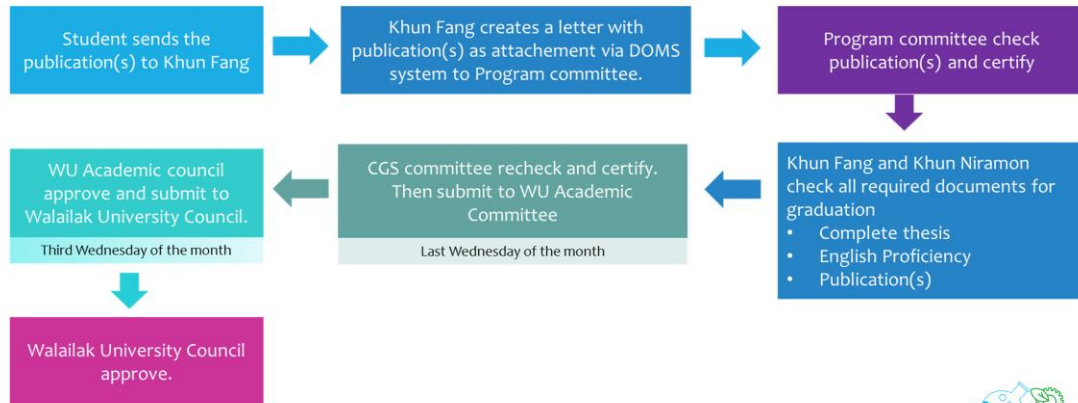 Student sends the
publication(s) to Khun Fang
Khun Fang creates a letter with
publication(s) as attachement via DOMS
system to Program committee.
Program committee check
publication(s) and certify
Khun Fang and Khun Niramon
check all required documents for
graduation
• Complete thesis
• English Proficiency
• Publication(s)
CGS committee recheck and certify.
Then submit to WU Academic
Committee
Last Wednesday of the month
WU Academic council
approve and submit to
Walailak University Council.
Third Wednesday of the month
Walailak University Council
approve.